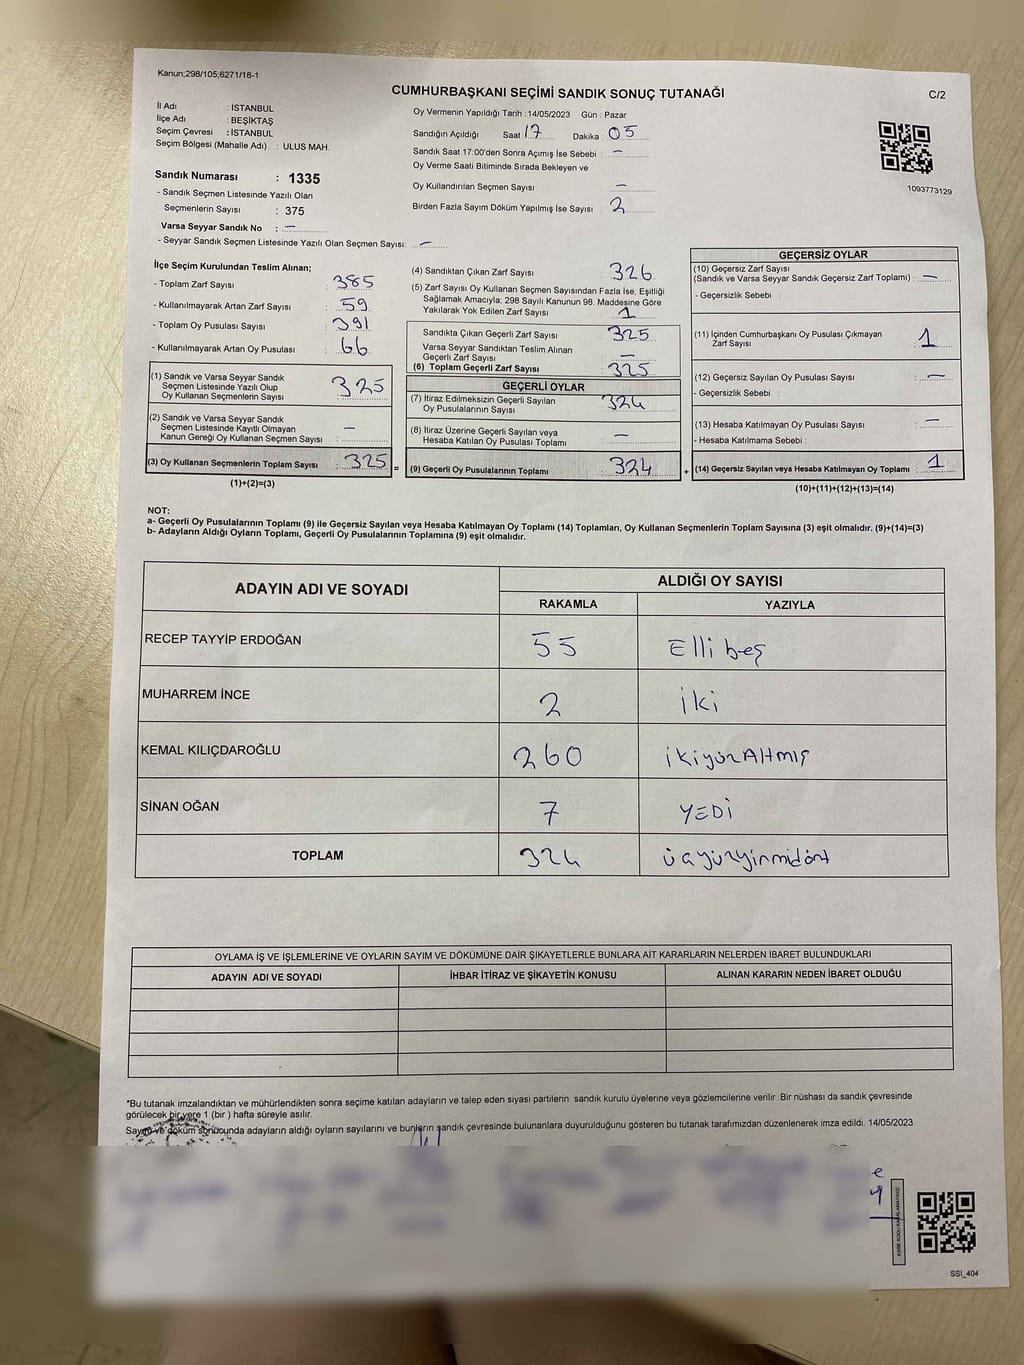 Kanun;298/105;6271/18-1
CUMHURBAŞKANI SEÇİMİ SANDIK SONUÇ TUTANAĞI
C/2
İl Adı : İSTANBUL
İlçe Adı : BEŞİKTAŞ
Seçim Çevresi : İSTANBUL
Seçim Bölgesi (Mahalle Adı) : ULUS MAH.
Oy Vermenin Yapıldığı Tarih :14/05/2023 Gün : Pazar
Sandığın Açıldığı Saat 17 Dakika : 05
Sandık Saat 17:00'den Sonra Açımış İse Sebebi : —
Oy Verme Saati Bitiminde Sırada Bekleyen ve
Oy Kullandırılan Seçmen Sayısı : —
Birden Fazla Sayım Döküm Yapılmış İse Sayısı : 2
1093773129
Sandık Numarası : 1335
- Sandık Seçmen Listesinde Yazılı Olan
Seçmenlerin Sayısı : 375
Varsa Seyyar Sandık No : —
- Seyyar Sandık Seçmen Listesinde Yazılı Olan Seçmen Sayısı: —
İlçe Seçim Kurulundan Teslim Alınan;
- Toplam Zarf Sayısı : 385
- Kullanılmayarak Artan Zarf Sayısı : 59
- Toplam Oy Pusulası Sayısı : 391
- Kullanılmayarak Artan Oy Pusulası : 66
(1) Sandık ve Varsa Seyyar Sandık
Seçmen Listesinde Yazılı Olup
Oy Kullanan Seçmenlerin Sayısı : 325
(2) Sandık ve Varsa Seyyar Sandık
Seçmen Listesinde Kayıtlı Olmayan
Kanun Gereği Oy Kullanan Seçmen Sayısı : —
(3) Oy Kullanan Seçmenlerin Toplam Sayısı : 325 =
(1)+(2)=(3)
(4) Sandıktan Çıkan Zarf Sayısı : 326
(5) Zarf Sayısı Oy Kullanan Seçmen Sayısından Fazla İse, Eşitliği
Sağlamak Amacıyla; 298 Sayılı Kanunun 98. Maddesine Göre
Yakılarak Yok Edilen Zarf Sayısı : 1
Sandıkta Çıkan Geçerli Zarf Sayısı : 325
Varsa Seyyar Sandıktan Teslim Alınan
Geçerli Zarf Sayısı : —
(6) Toplam Geçerli Zarf Sayısı : 325
GEÇERLİ OYLAR
(7) İtiraz Edilmeksizin Geçerli Sayılan
Oy Pusulalarının Sayısı : 324
(8) İtiraz Üzerine Geçerli Sayılan veya
Hesaba Katılan Oy Pusulası Toplamı : —
(9) Geçerli Oy Pusulalarının Toplamı : 324 +
GEÇERSİZ OYLAR
(10) Geçersiz Zarf Sayısı
(Sandık ve Varsa Seyyar Sandık Geçersiz Zarf Toplamı) : —
- Geçersizlik Sebebi :
(11) İçinden Cumhurbaşkanı Oy Pusulası Çıkmayan
Zarf Sayısı : 1
(12) Geçersiz Sayılan Oy Pusulası Sayısı : —
- Geçersizlik Sebebi :
(13) Hesaba Katılmayan Oy Pusulası Sayısı : —
- Hesaba Katılmama Sebebi :
(14) Geçersiz Sayılan veya Hesaba Katılmayan Oy Toplamı : 1
(10)+(11)+(12)+(13)=(14)
NOT:
a- Geçerli Oy Pusulalarının Toplamı (9) ile Geçersiz Sayılan veya Hesaba Katılmayan Oy Toplamı (14) Toplamları, Oy Kullanan Seçmenlerin Toplam Sayısına (3) eşit olmalıdır. (9)+(14)=(3)
b- Adayların Aldığı Oyların Toplamı, Geçerli Oy Pusulalarının Toplamına (9) eşit olmalıdır.
ADAYIN ADI VE SOYADI ALDIĞI OY SAYISI
RAKAMLA YAZIYLA
RECEP TAYYİP ERDOĞAN 55 Elli beş
MUHARREM İNCE 2 iki
KEMAL KILIÇDAROĞLU 260 ikiyüzAltmış
SİNAN OĞAN 7 YEDİ
TOPLAM 324 üçyüzyirmidört
OYLAMA İŞ VE İŞLEMLERİNE VE OYLARIN SAYIM VE DÖKÜMÜNE DAİR ŞİKAYETLERLE BUNLARA AİT KARARLARIN NELERDEN İBARET BULUNDUKLARI
ADAYIN ADI VE SOYADI İHBAR İTİRAZ VE ŞİKAYETİN KONUSU ALINAN KARARIN NEDEN İBARET OLDUĞU
*Bu tutanak imzalandıktan ve mühürlendikten sonra seçime katılan adayların ve talep eden siyasi partilerin sandık kurulu üyelerine veya gözlemcilerine verilir .Bir nüshası da sandık çevresinde
görülecek bir yere 1 (bir ) hafta süreyle asılır.
Sayım ve döküm sonucunda adayların aldığı oyların sayılarını ve bunların sandık çevresinde bulunanlara duyurulduğunu gösteren bu tutanak tarafımızdan düzenlenerek imza edildi. 14/05/2023
SSI_404